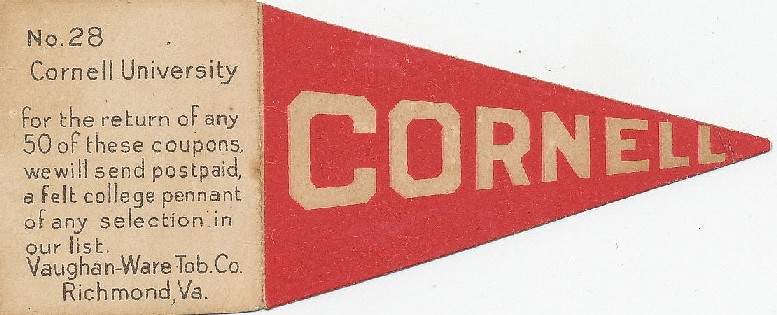 No. 28
Cornell University
for the return of any
50 of these coupons,
we will send postpaid,
a felt college pennant
of any selection in
our list.
Vaughan-Ware Tob. Co.
Richmond, Va.
CORNELL